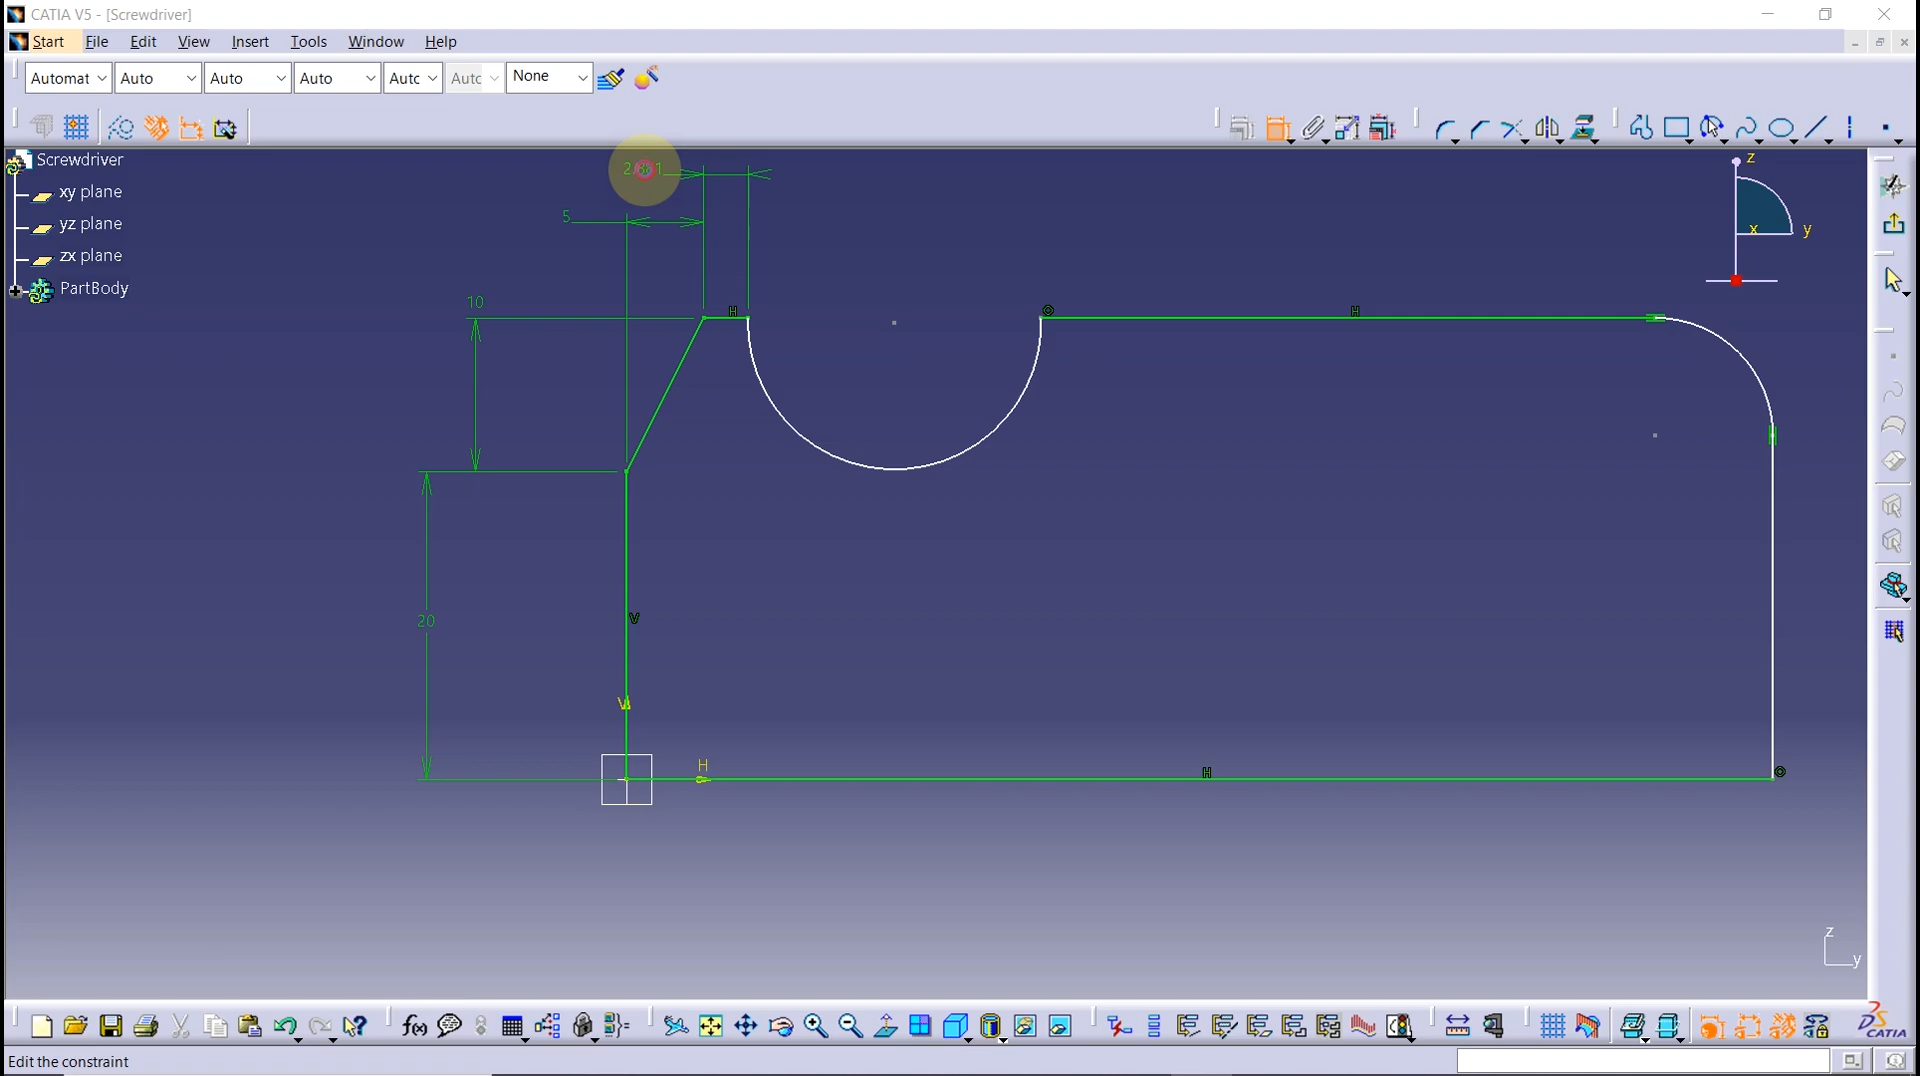 CATIA V5 - [Screwdriver]
Start File Edit View Insert Tools Window Help
Automat Auto Auto Auto Autc Autc None
Screwdriver
xy plane
yz plane
zx plane
PartBody
z
x y
5
10
H H
20
V
V
H H
z
y
f(x)
CATIA
Edit the constraint